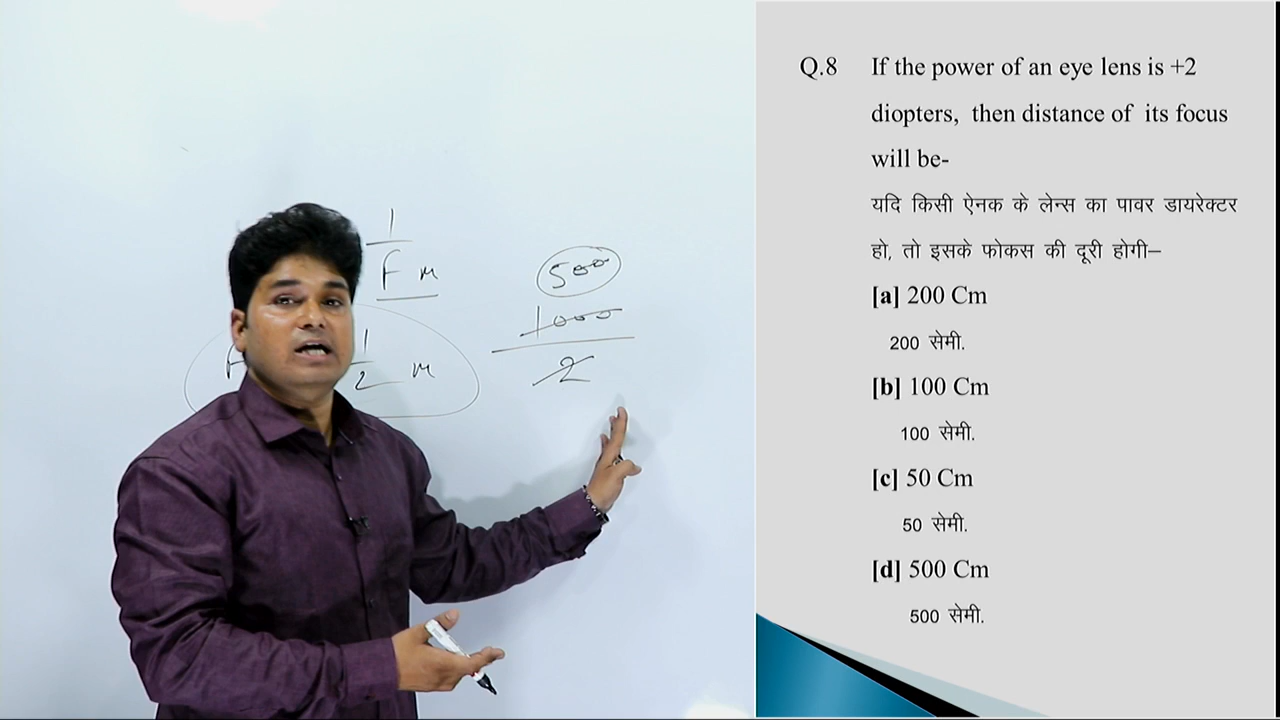 1
F m
1
2 m
500
1000
2
Q.8 If the power of an eye lens is +2
diopters, then distance of its focus
will be-
यदि किसी ऐनक के लेन्स का पावर डायरेक्टर
हो, तो इसके फोकस की दूरी होगी–
[a] 200 Cm
200 सेमी.
[b] 100 Cm
100 सेमी.
[c] 50 Cm
50 सेमी.
[d] 500 Cm
500 सेमी.